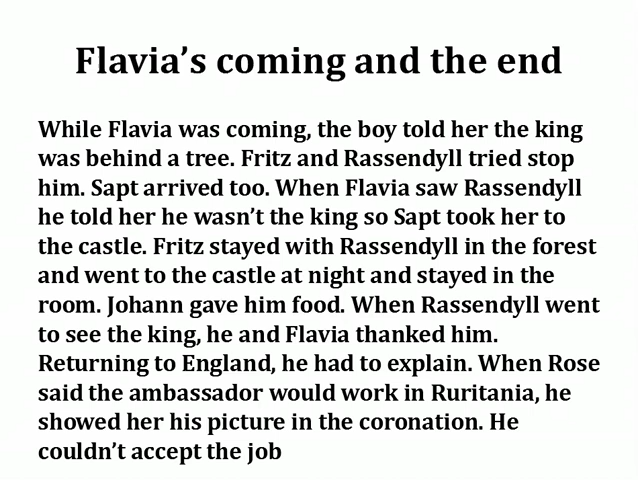 Flavia’s coming and the end
While Flavia was coming, the boy told her the king
was behind a tree. Fritz and Rassendyll tried stop
him. Sapt arrived too. When Flavia saw Rassendyll
he told her he wasn’t the king so Sapt took her to
the castle. Fritz stayed with Rassendyll in the forest
and went to the castle at night and stayed in the
room. Johann gave him food. When Rassendyll went
to see the king, he and Flavia thanked him.
Returning to England, he had to explain. When Rose
said the ambassador would work in Ruritania, he
showed her his picture in the coronation. He
couldn’t accept the job